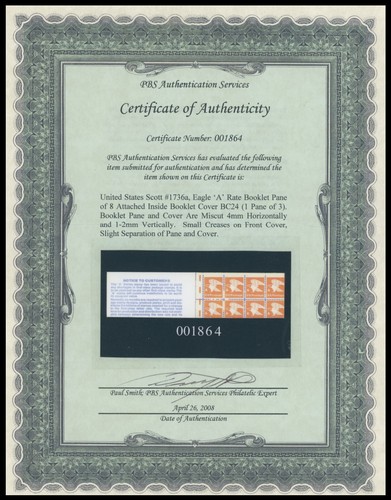 PBS Authentication Services
Certificate of Authenticity
Certificate Number: 001864
PBS Authentication Services has evaluated the following
item submitted for authentication and has determined the
item shown on this Certificate is:
United States Scott #1736a, Eagle 'A' Rate Booklet Pane
of 8 Attached Inside Booklet Cover BC24 (1 Pane of 3).
Booklet Pane and Cover Are Miscut 4mm Horizontally
and 1-2mm Vertically. Small Creases on Front Cover,
Slight Separation of Pane and Cover.
NOTICE TO CUSTOMERS
001864
Paul Smith; PBS Authentication Services Philatelic Expert
April 26, 2008
Date of Authentication